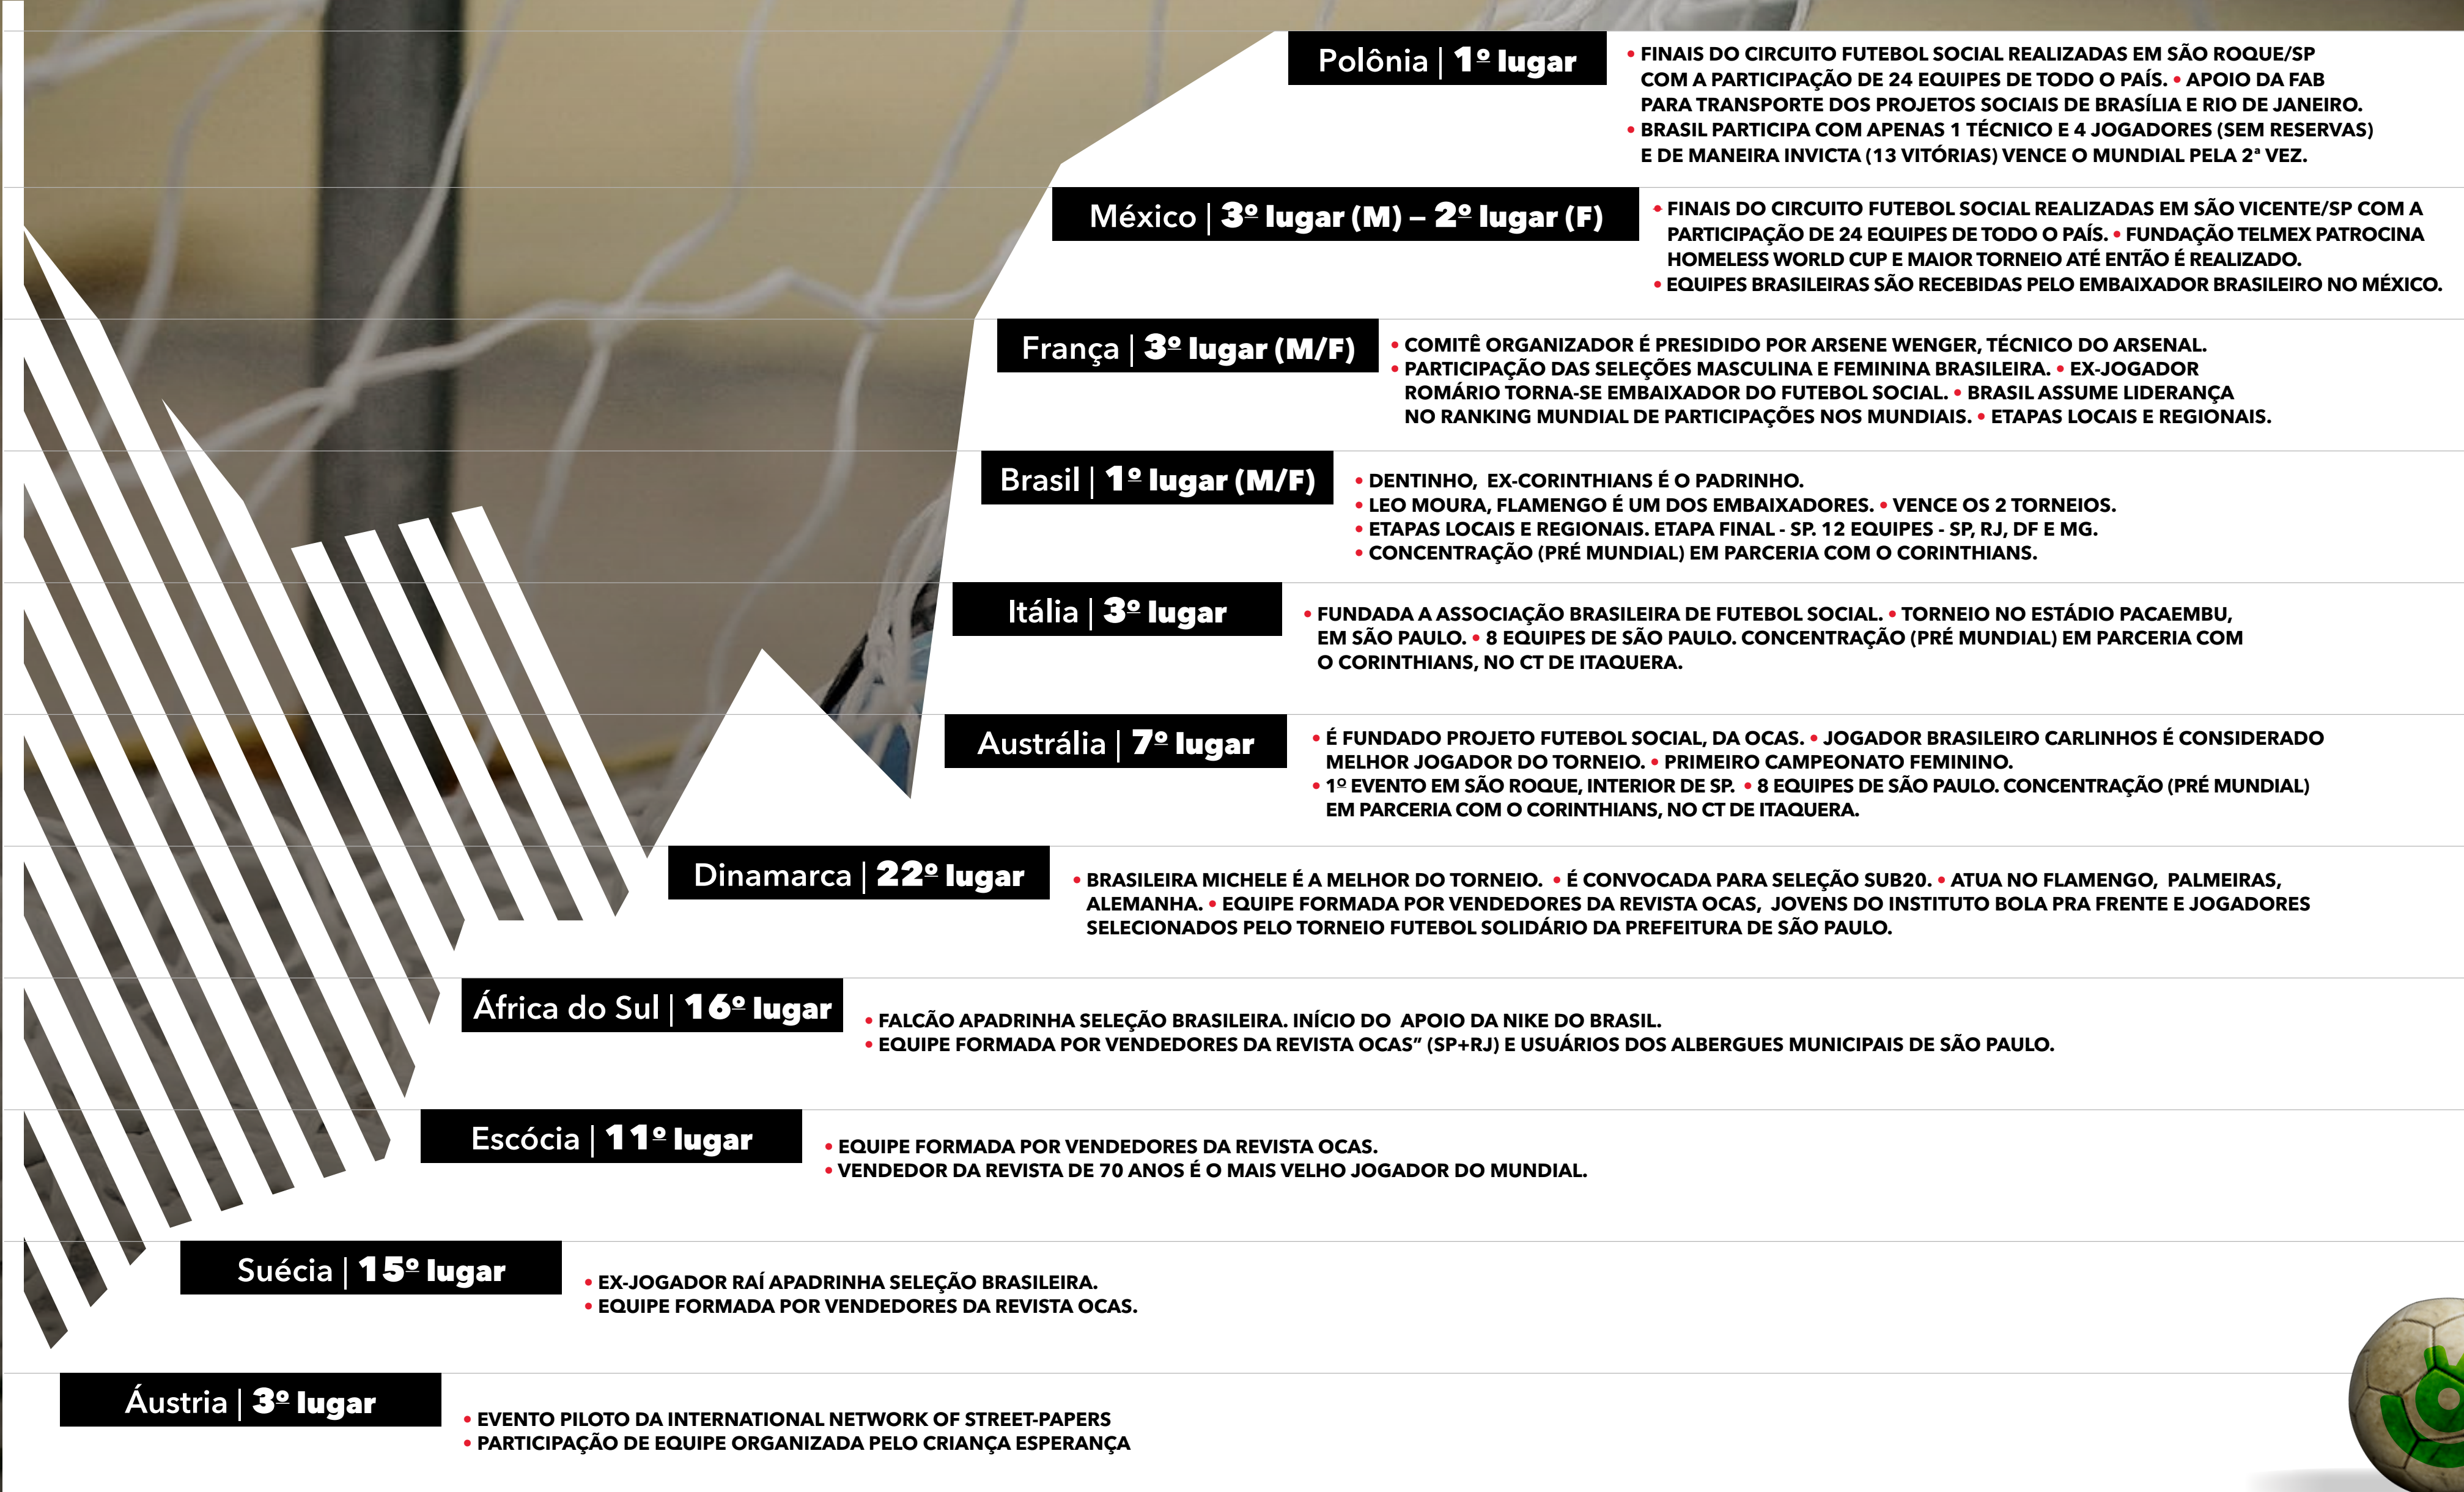 Polônia | 1º lugar
• FINAIS DO CIRCUITO FUTEBOL SOCIAL REALIZADAS EM SÃO ROQUE/SP
COM A PARTICIPAÇÃO DE 24 EQUIPES DE TODO O PAÍS. • APOIO DA FAB
PARA TRANSPORTE DOS PROJETOS SOCIAIS DE BRASÍLIA E RIO DE JANEIRO.
• BRASIL PARTICIPA COM APENAS 1 TÉCNICO E 4 JOGADORES (SEM RESERVAS)
E DE MANEIRA INVICTA (13 VITÓRIAS) VENCE O MUNDIAL PELA 2ª VEZ.
México | 3º lugar (M) – 2º lugar (F)
• FINAIS DO CIRCUITO FUTEBOL SOCIAL REALIZADAS EM SÃO VICENTE/SP COM A
PARTICIPAÇÃO DE 24 EQUIPES DE TODO O PAÍS. • FUNDAÇÃO TELMEX PATROCINA
HOMELESS WORLD CUP E MAIOR TORNEIO ATÉ ENTÃO É REALIZADO.
• EQUIPES BRASILEIRAS SÃO RECEBIDAS PELO EMBAIXADOR BRASILEIRO NO MÉXICO.
França | 3º lugar (M/F)
• COMITÊ ORGANIZADOR É PRESIDIDO POR ARSENE WENGER, TÉCNICO DO ARSENAL.
• PARTICIPAÇÃO DAS SELEÇÕES MASCULINA E FEMININA BRASILEIRA. • EX-JOGADOR
ROMÁRIO TORNA-SE EMBAIXADOR DO FUTEBOL SOCIAL. • BRASIL ASSUME LIDERANÇA
NO RANKING MUNDIAL DE PARTICIPAÇÕES NOS MUNDIAIS. • ETAPAS LOCAIS E REGIONAIS.
Brasil | 1º lugar (M/F)
• DENTINHO, EX-CORINTHIANS É O PADRINHO.
• LEO MOURA, FLAMENGO É UM DOS EMBAIXADORES. • VENCE OS 2 TORNEIOS.
• ETAPAS LOCAIS E REGIONAIS. ETAPA FINAL - SP. 12 EQUIPES - SP, RJ, DF E MG.
• CONCENTRAÇÃO (PRÉ MUNDIAL) EM PARCERIA COM O CORINTHIANS.
Itália | 3º lugar
• FUNDADA A ASSOCIAÇÃO BRASILEIRA DE FUTEBOL SOCIAL. • TORNEIO NO ESTÁDIO PACAEMBU,
EM SÃO PAULO. • 8 EQUIPES DE SÃO PAULO. CONCENTRAÇÃO (PRÉ MUNDIAL) EM PARCERIA COM
O CORINTHIANS, NO CT DE ITAQUERA.
Austrália | 7º lugar
• É FUNDADO PROJETO FUTEBOL SOCIAL, DA OCAS. • JOGADOR BRASILEIRO CARLINHOS É CONSIDERADO
MELHOR JOGADOR DO TORNEIO. • PRIMEIRO CAMPEONATO FEMININO.
• 1º EVENTO EM SÃO ROQUE, INTERIOR DE SP. • 8 EQUIPES DE SÃO PAULO. CONCENTRAÇÃO (PRÉ MUNDIAL)
EM PARCERIA COM O CORINTHIANS, NO CT DE ITAQUERA.
Dinamarca | 22º lugar
• BRASILEIRA MICHELE É A MELHOR DO TORNEIO. • É CONVOCADA PARA SELEÇÃO SUB20. • ATUA NO FLAMENGO, PALMEIRAS,
ALEMANHA. • EQUIPE FORMADA POR VENDEDORES DA REVISTA OCAS, JOVENS DO INSTITUTO BOLA PRA FRENTE E JOGADORES
SELECIONADOS PELO TORNEIO FUTEBOL SOLIDÁRIO DA PREFEITURA DE SÃO PAULO.
África do Sul | 16º lugar
• FALCÃO APADRINHA SELEÇÃO BRASILEIRA. INÍCIO DO APOIO DA NIKE DO BRASIL.
• EQUIPE FORMADA POR VENDEDORES DA REVISTA OCAS” (SP+RJ) E USUÁRIOS DOS ALBERGUES MUNICIPAIS DE SÃO PAULO.
Escócia | 11º lugar
• EQUIPE FORMADA POR VENDEDORES DA REVISTA OCAS.
• VENDEDOR DA REVISTA DE 70 ANOS É O MAIS VELHO JOGADOR DO MUNDIAL.
Suécia | 15º lugar
• EX-JOGADOR RAÍ APADRINHA SELEÇÃO BRASILEIRA.
• EQUIPE FORMADA POR VENDEDORES DA REVISTA OCAS.
Áustria | 3º lugar
• EVENTO PILOTO DA INTERNATIONAL NETWORK OF STREET-PAPERS
• PARTICIPAÇÃO DE EQUIPE ORGANIZADA PELO CRIANÇA ESPERANÇA